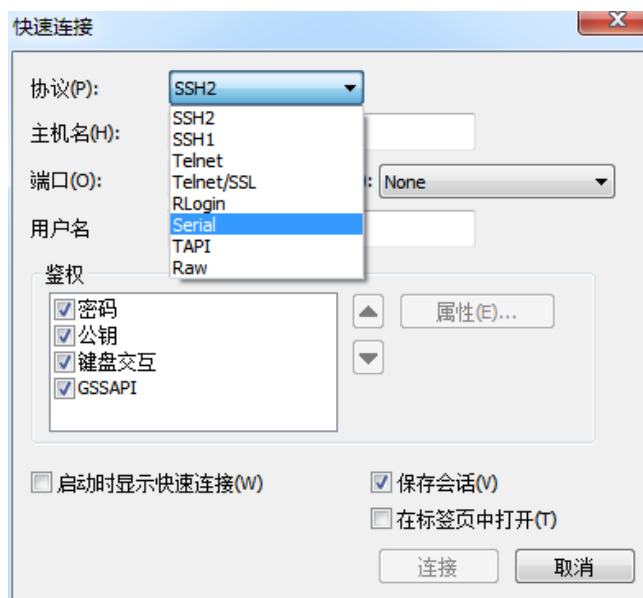 快速连接
协议(P):
SSH2
SSH2
SSH1
Telnet
Telnet/SSL
RLogin
Serial
TAPI
Raw
主机名(H):
端口(O):
: None
用户名
鉴权
密码
公钥
键盘交互
GSSAPI
属性(E)...
启动时显示快速连接(W)
保存会话(V)
在标签页中打开(T)
连接
取消